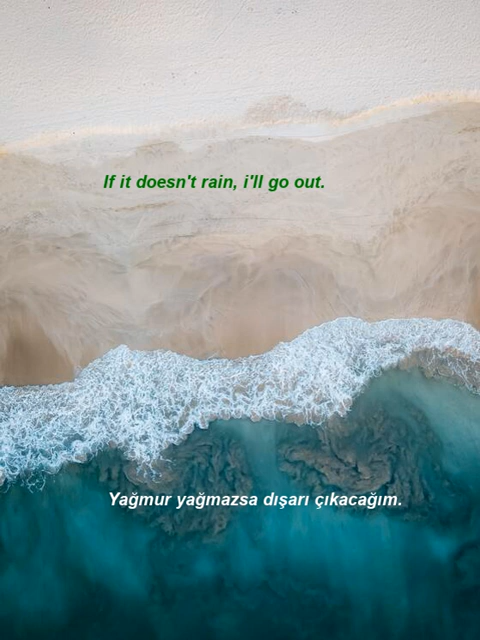 If it doesn't rain, i'll go out.
Yağmur yağmazsa dışarı çıkacağım.